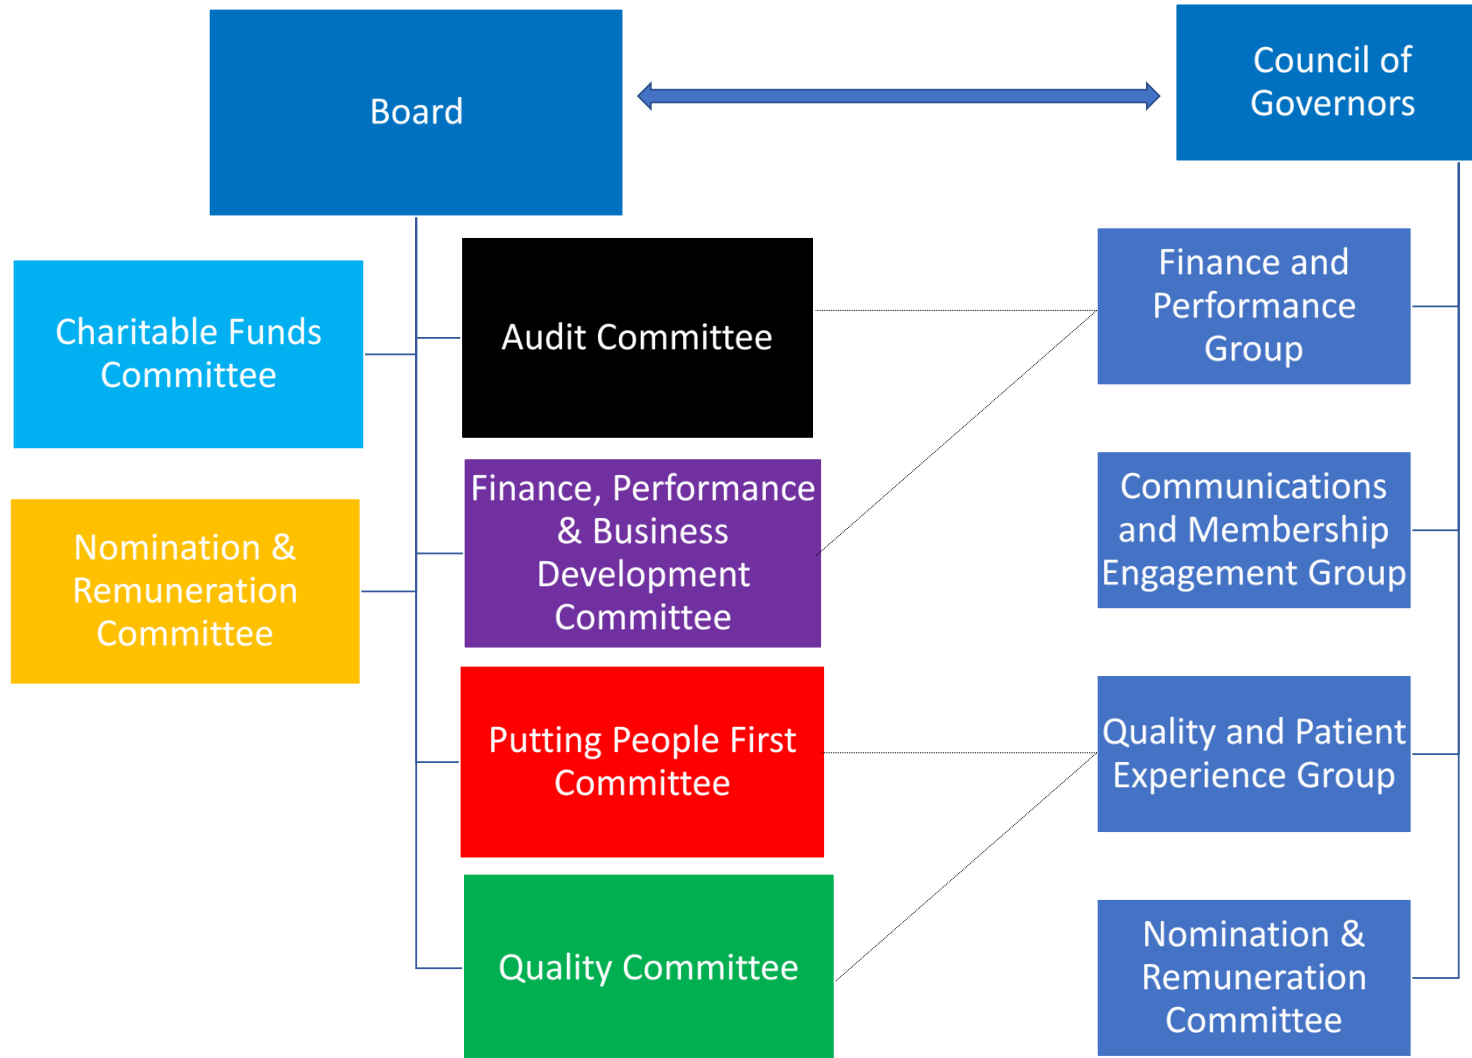 Board
Council of
Governors
Charitable Funds
Committee
Nomination &
Remuneration
Committee
Audit Committee
Finance, Performance
& Business
Development
Committee
Putting People First
Committee
Quality Committee
Finance and
Performance
Group
Communications
and Membership
Engagement Group
Quality and Patient
Experience Group
Nomination &
Remuneration
Committee